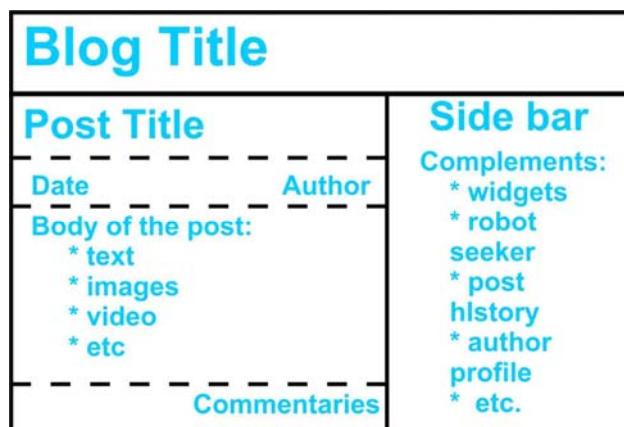 Blog Title
Post Title
Date Author
Body of the post:
* text
* images
* video
* etc
Commentaries
Side bar
Complements:
* widgets
* robot
seeker
* post
hIstory
* author
profile
* etc.